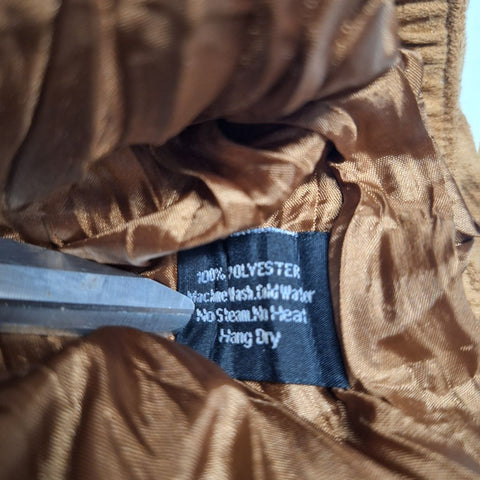 100% POLYESTER
Machine Wash. Cold Water
No Steam. No Heat
Hang Dry